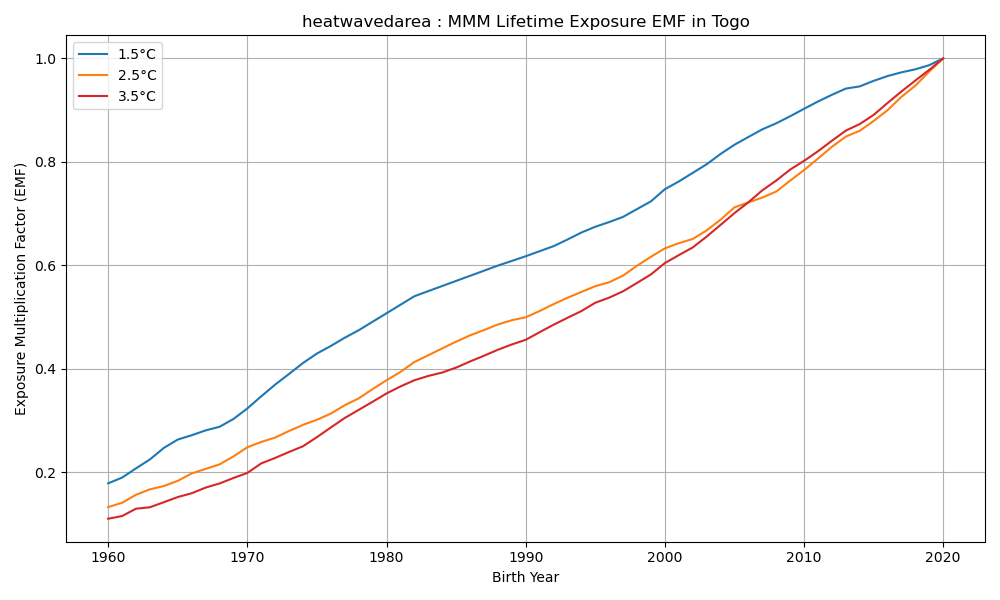 heatwavedarea : MMM Lifetime Exposure EMF in Togo
1.5°C
2.5°C
3.5°C
Exposure Multiplication Factor (EMF)
1.0
0.8
0.6
0.4
0.2
1960 1970 1980 1990 2000 2010 2020
Birth Year